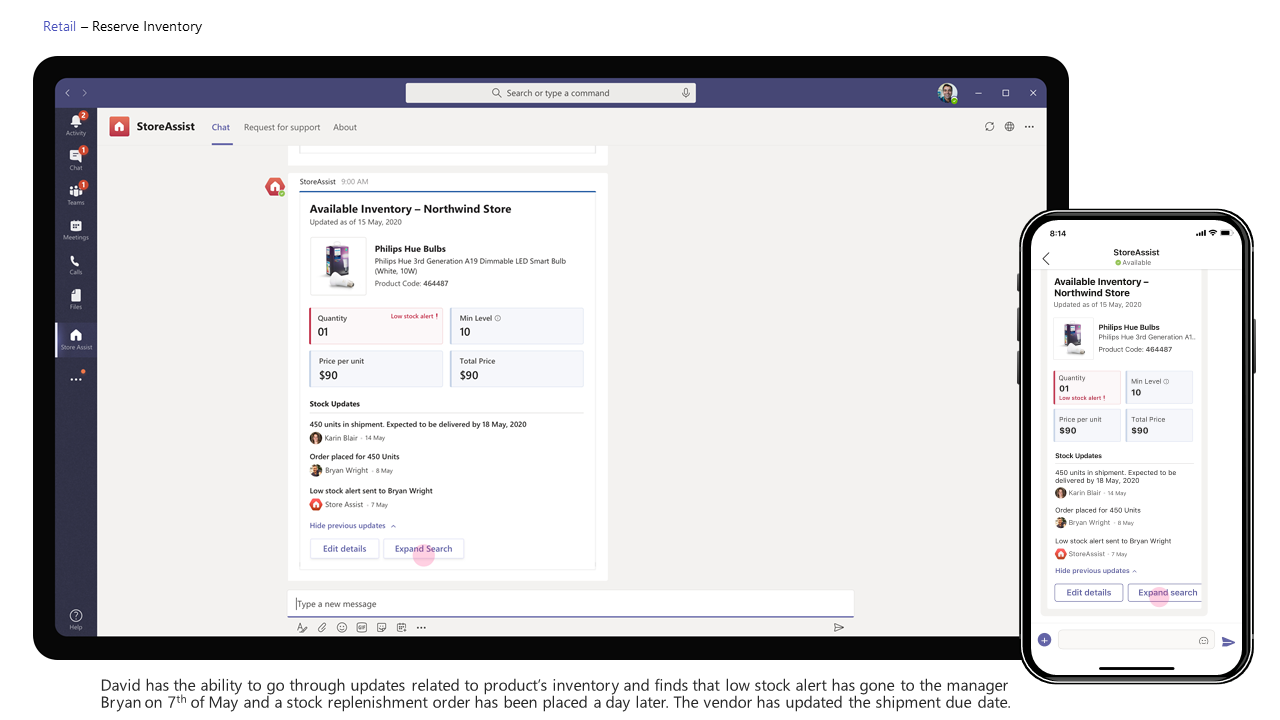 Retail – Reserve Inventory
Search or type a command
Activity
2
Chat
1
Teams
1
Meetings
Calls
Files
Store Assist
Help
StoreAssist
Chat
Request for support
About
StoreAssist 9:00 AM
Available Inventory – Northwind Store
Updated as of 15 May, 2020
Philips Hue Bulbs
Philips Hue 3rd Generation A19 Dimmable LED Smart Bulb
(White, 10W)
Product Code: 464487
Quantity
Low stock alert !
01
Min Level
10
Price per unit
$90
Total Price
$90
Stock Updates
450 units in shipment. Expected to be delivered by 18 May, 2020
Karin Blair - 14 May
Order placed for 450 Units
Bryan Wright - 8 May
Low stock alert sent to Bryan Wright
Store Assist - 7 May
Hide previous updates
Edit details
Expand Search
Type a new message
GIF
8:14
StoreAssist
Available
Available Inventory –
Northwind Store
Updated as of 15 May, 2020
Philips Hue Bulbs
Philips Hue 3rd Generation A1...
Product Code: 464487
Quantity
01
Low stock alert !
Min Level
10
Price per unit
$90
Total Price
$90
Stock Updates
450 units in shipment. Expected to be
delivered by 18 May, 2020
Karin Blair - 14 May
Order placed for 450 Units
Bryan Wright - 8 May
Low stock alert sent to Bryan Wright
StoreAssist - 7 May
Hide previous updates
Edit details
Expand search
David has the ability to go through updates related to product’s inventory and finds that low stock alert has gone to the manager
Bryan on 7th of May and a stock replenishment order has been placed a day later. The vendor has updated the shipment due date.